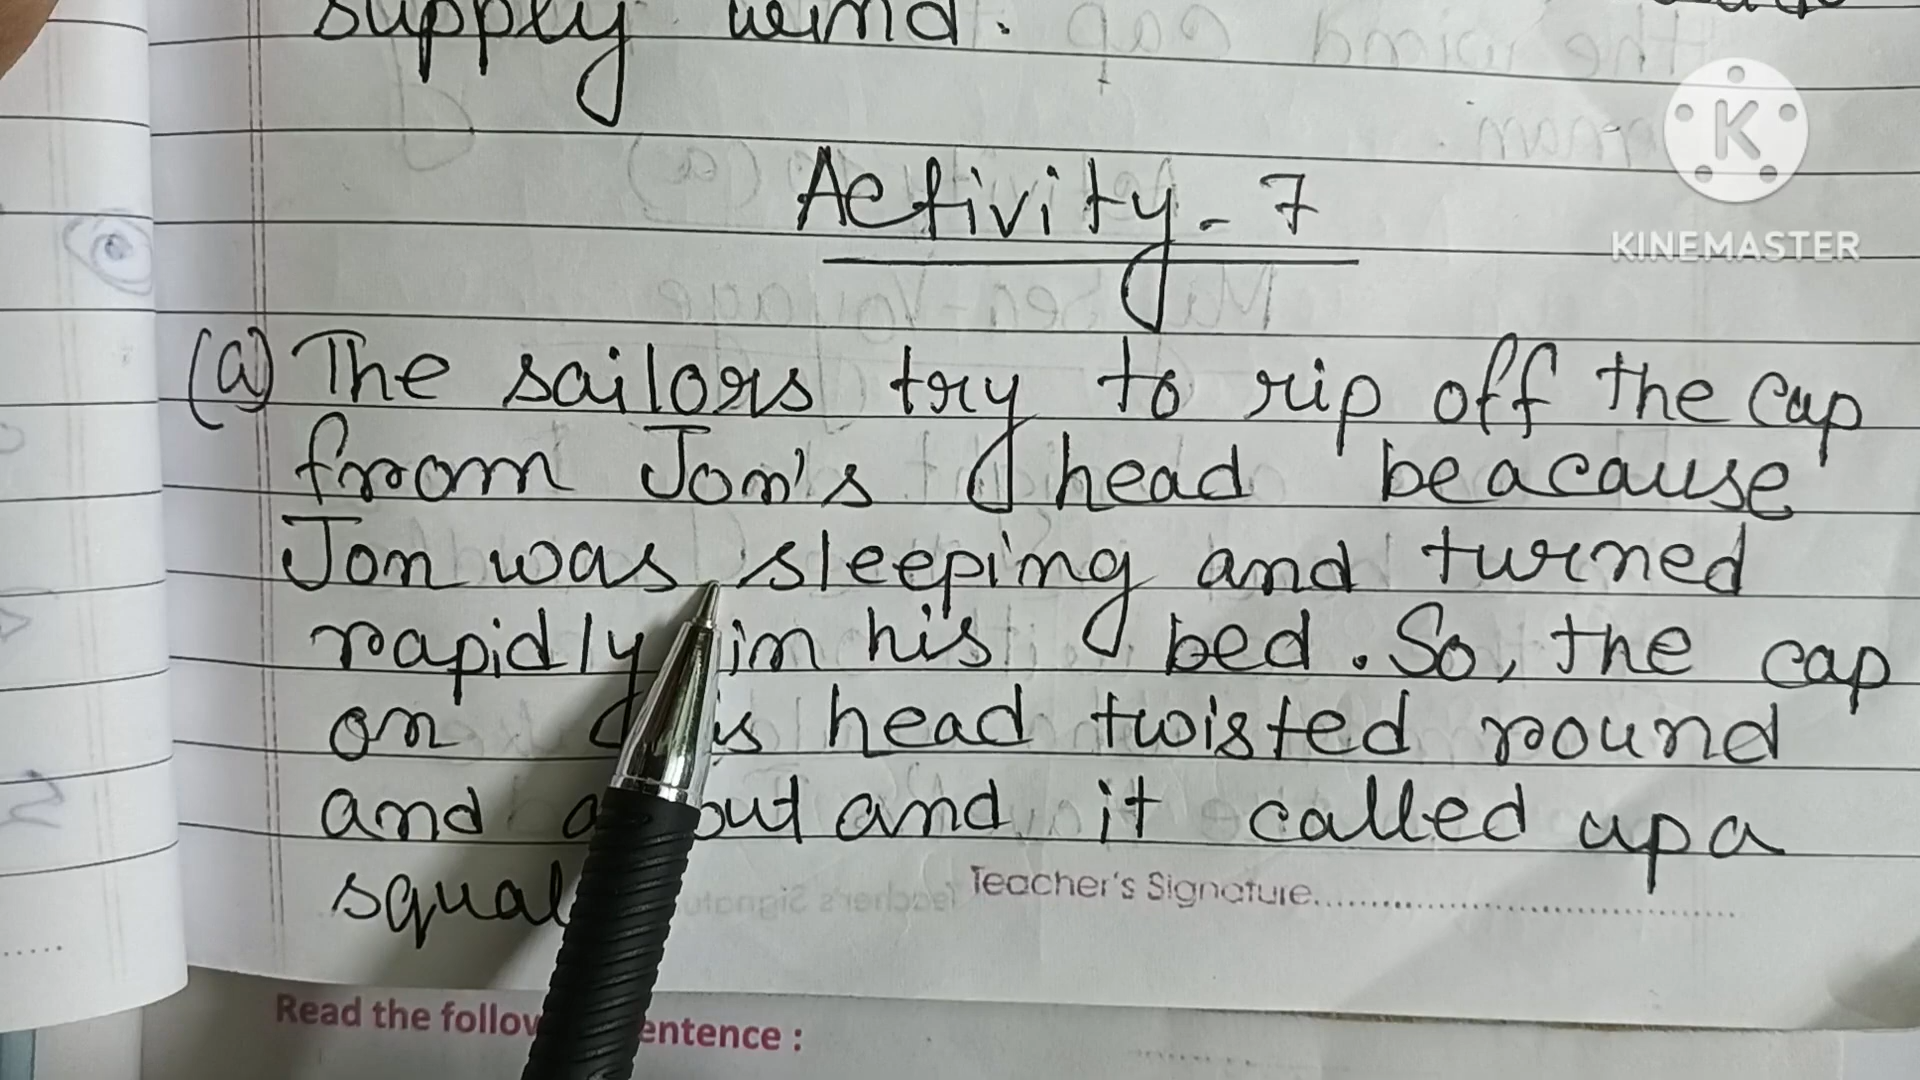 supply wind.
Activity-7
KINEMASTER
(a) The sailors try to rip off the cap
from Jon's head beacause
Jon was sleeping and turned
rapidly in his bed. So, the cap
on is head twisted round
and a out and it called up a
squal
Teacher's Signature
Read the follow entence :